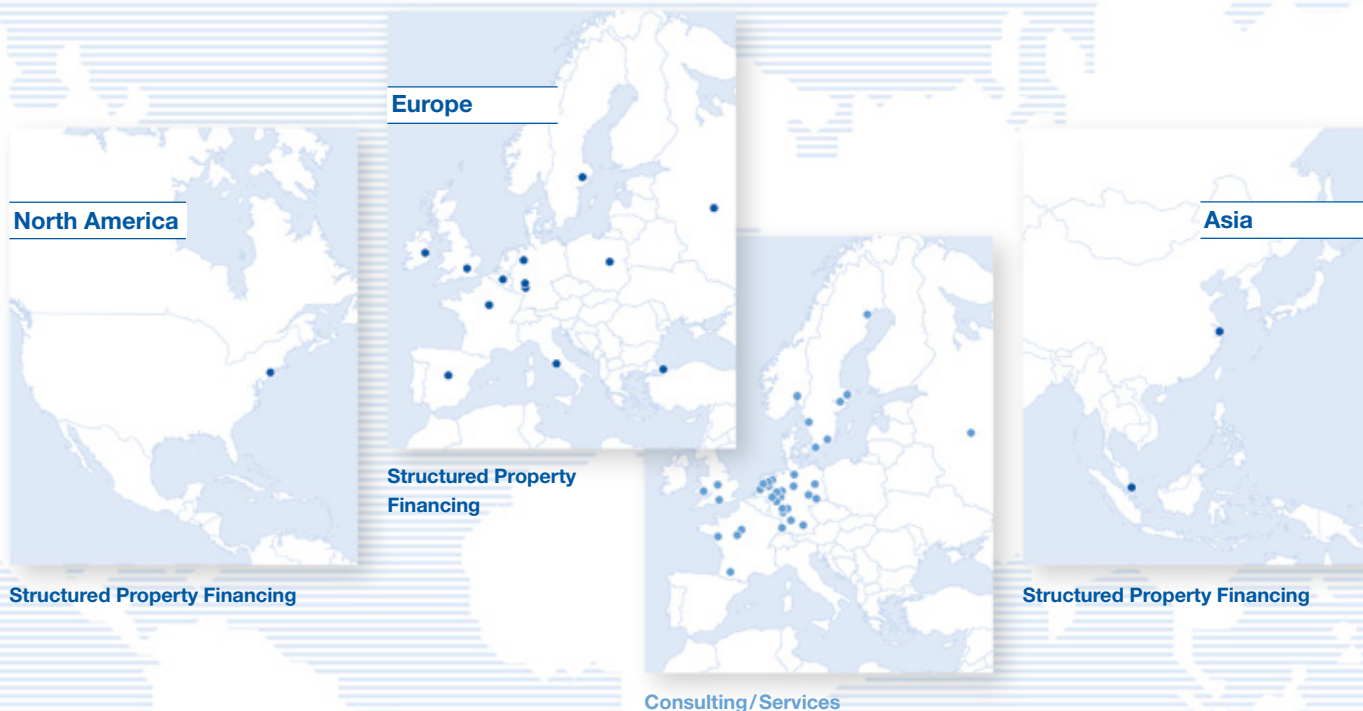 Europe
North America
Asia
Structured Property
Financing
Structured Property Financing
Structured Property Financing
Consulting/Services